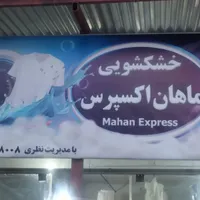 خشکشویی
ماهان اکسپرس
Mahan Express
با مدیریت نظری